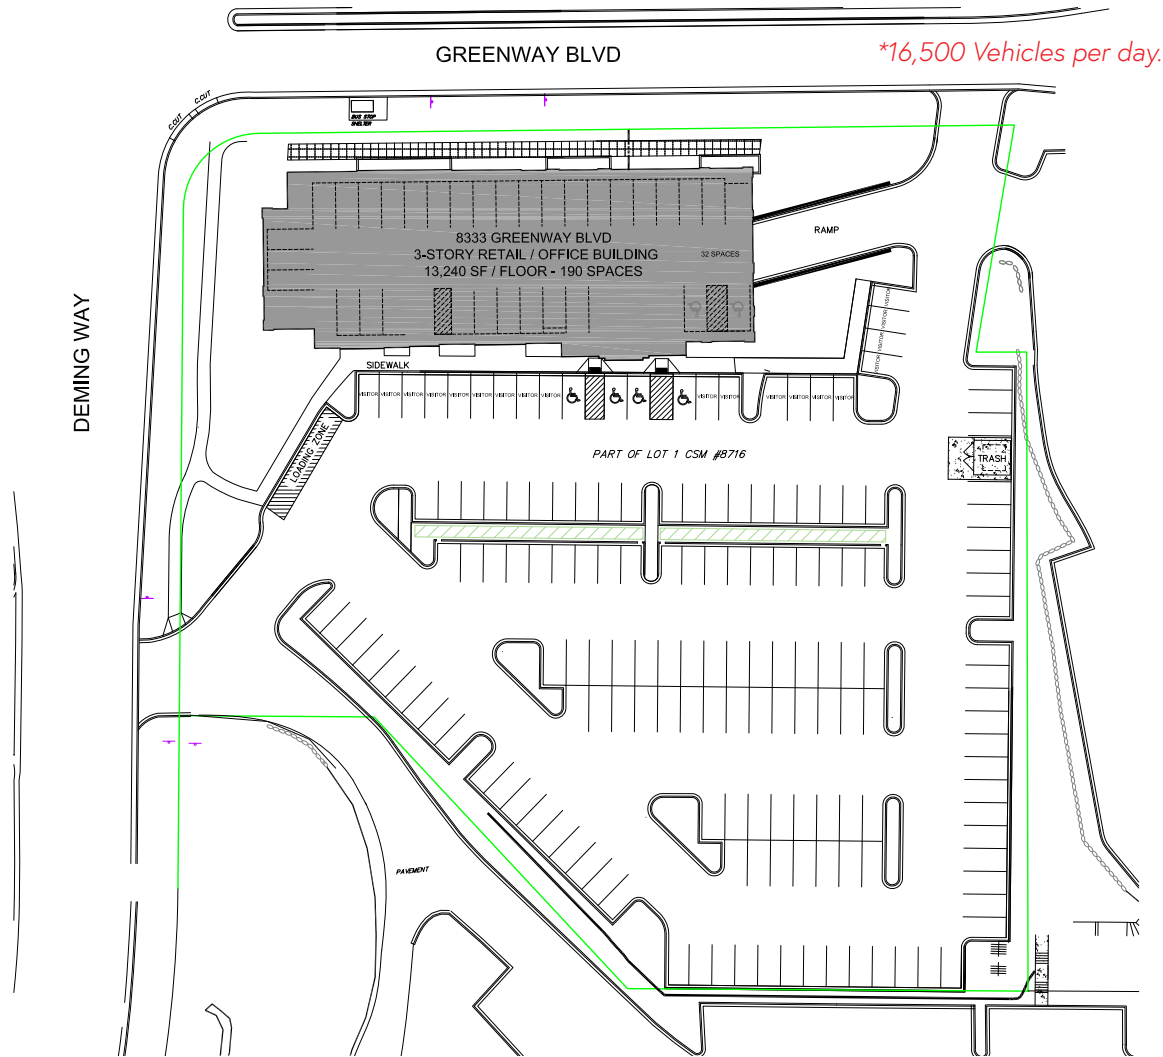 GREENWAY BLVD
*16,500 Vehicles per day.
C.CUT
C.CUT
BUS STOP
SHELTER
8333 GREENWAY BLVD
3-STORY RETAIL / OFFICE BUILDING
13,240 SF / FLOOR - 190 SPACES
32 SPACES
RAMP
DEMING WAY
VISITOR
VISITOR
VISITOR
VISITOR
SIDEWALK
VISITOR VISITOR VISITOR VISITOR VISITOR VISITOR VISITOR VISITOR VISITOR VISITOR VISITOR VISITOR VISITOR VISITOR VISITOR
LOADING ZONE
PART OF LOT 1 CSM #8716
TRASH
PAVEMENT